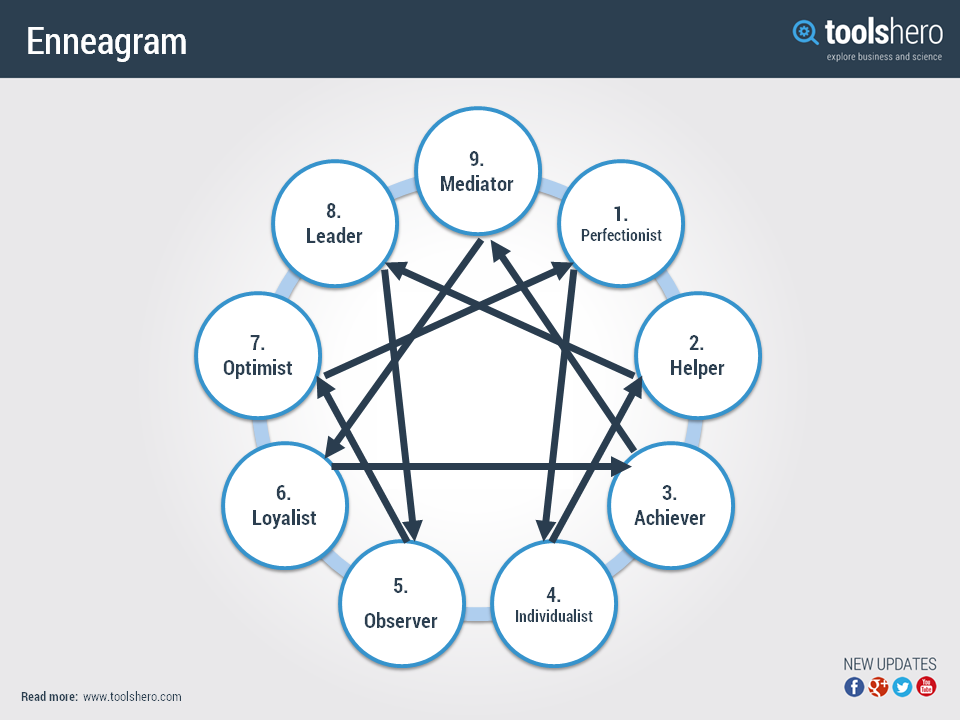 Enneagram
toolshero
explore business and science
9.
Mediator
8.
Leader
1.
Perfectionist
7.
Optimist
2.
Helper
6.
Loyalist
3.
Achiever
5.
Observer
4.
Individualist
NEW UPDATES
Read more: www.toolshero.com